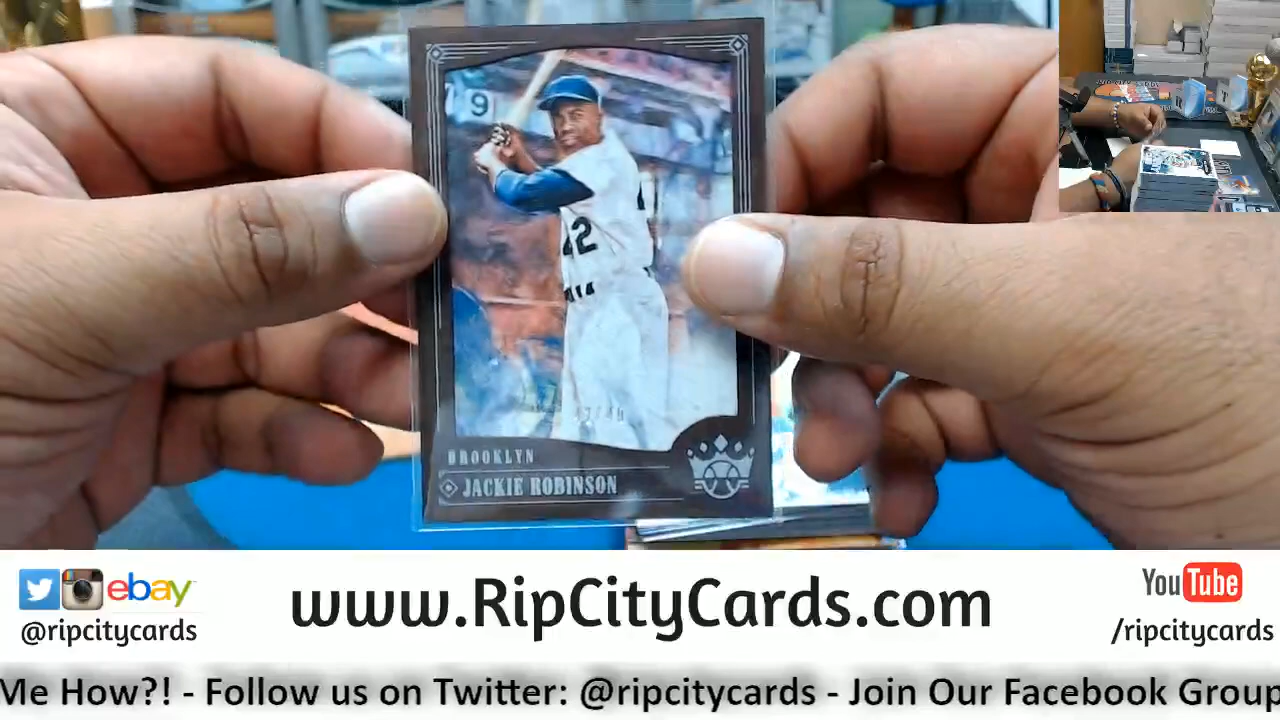 9
42
BROOKLYN
JACKIE ROBINSON
ebay
@ripcitycards
www.RipCityCards.com
YouTube
/ripcitycards
Me How?! - Follow us on Twitter: @ripcitycards - Join Our Facebook Group